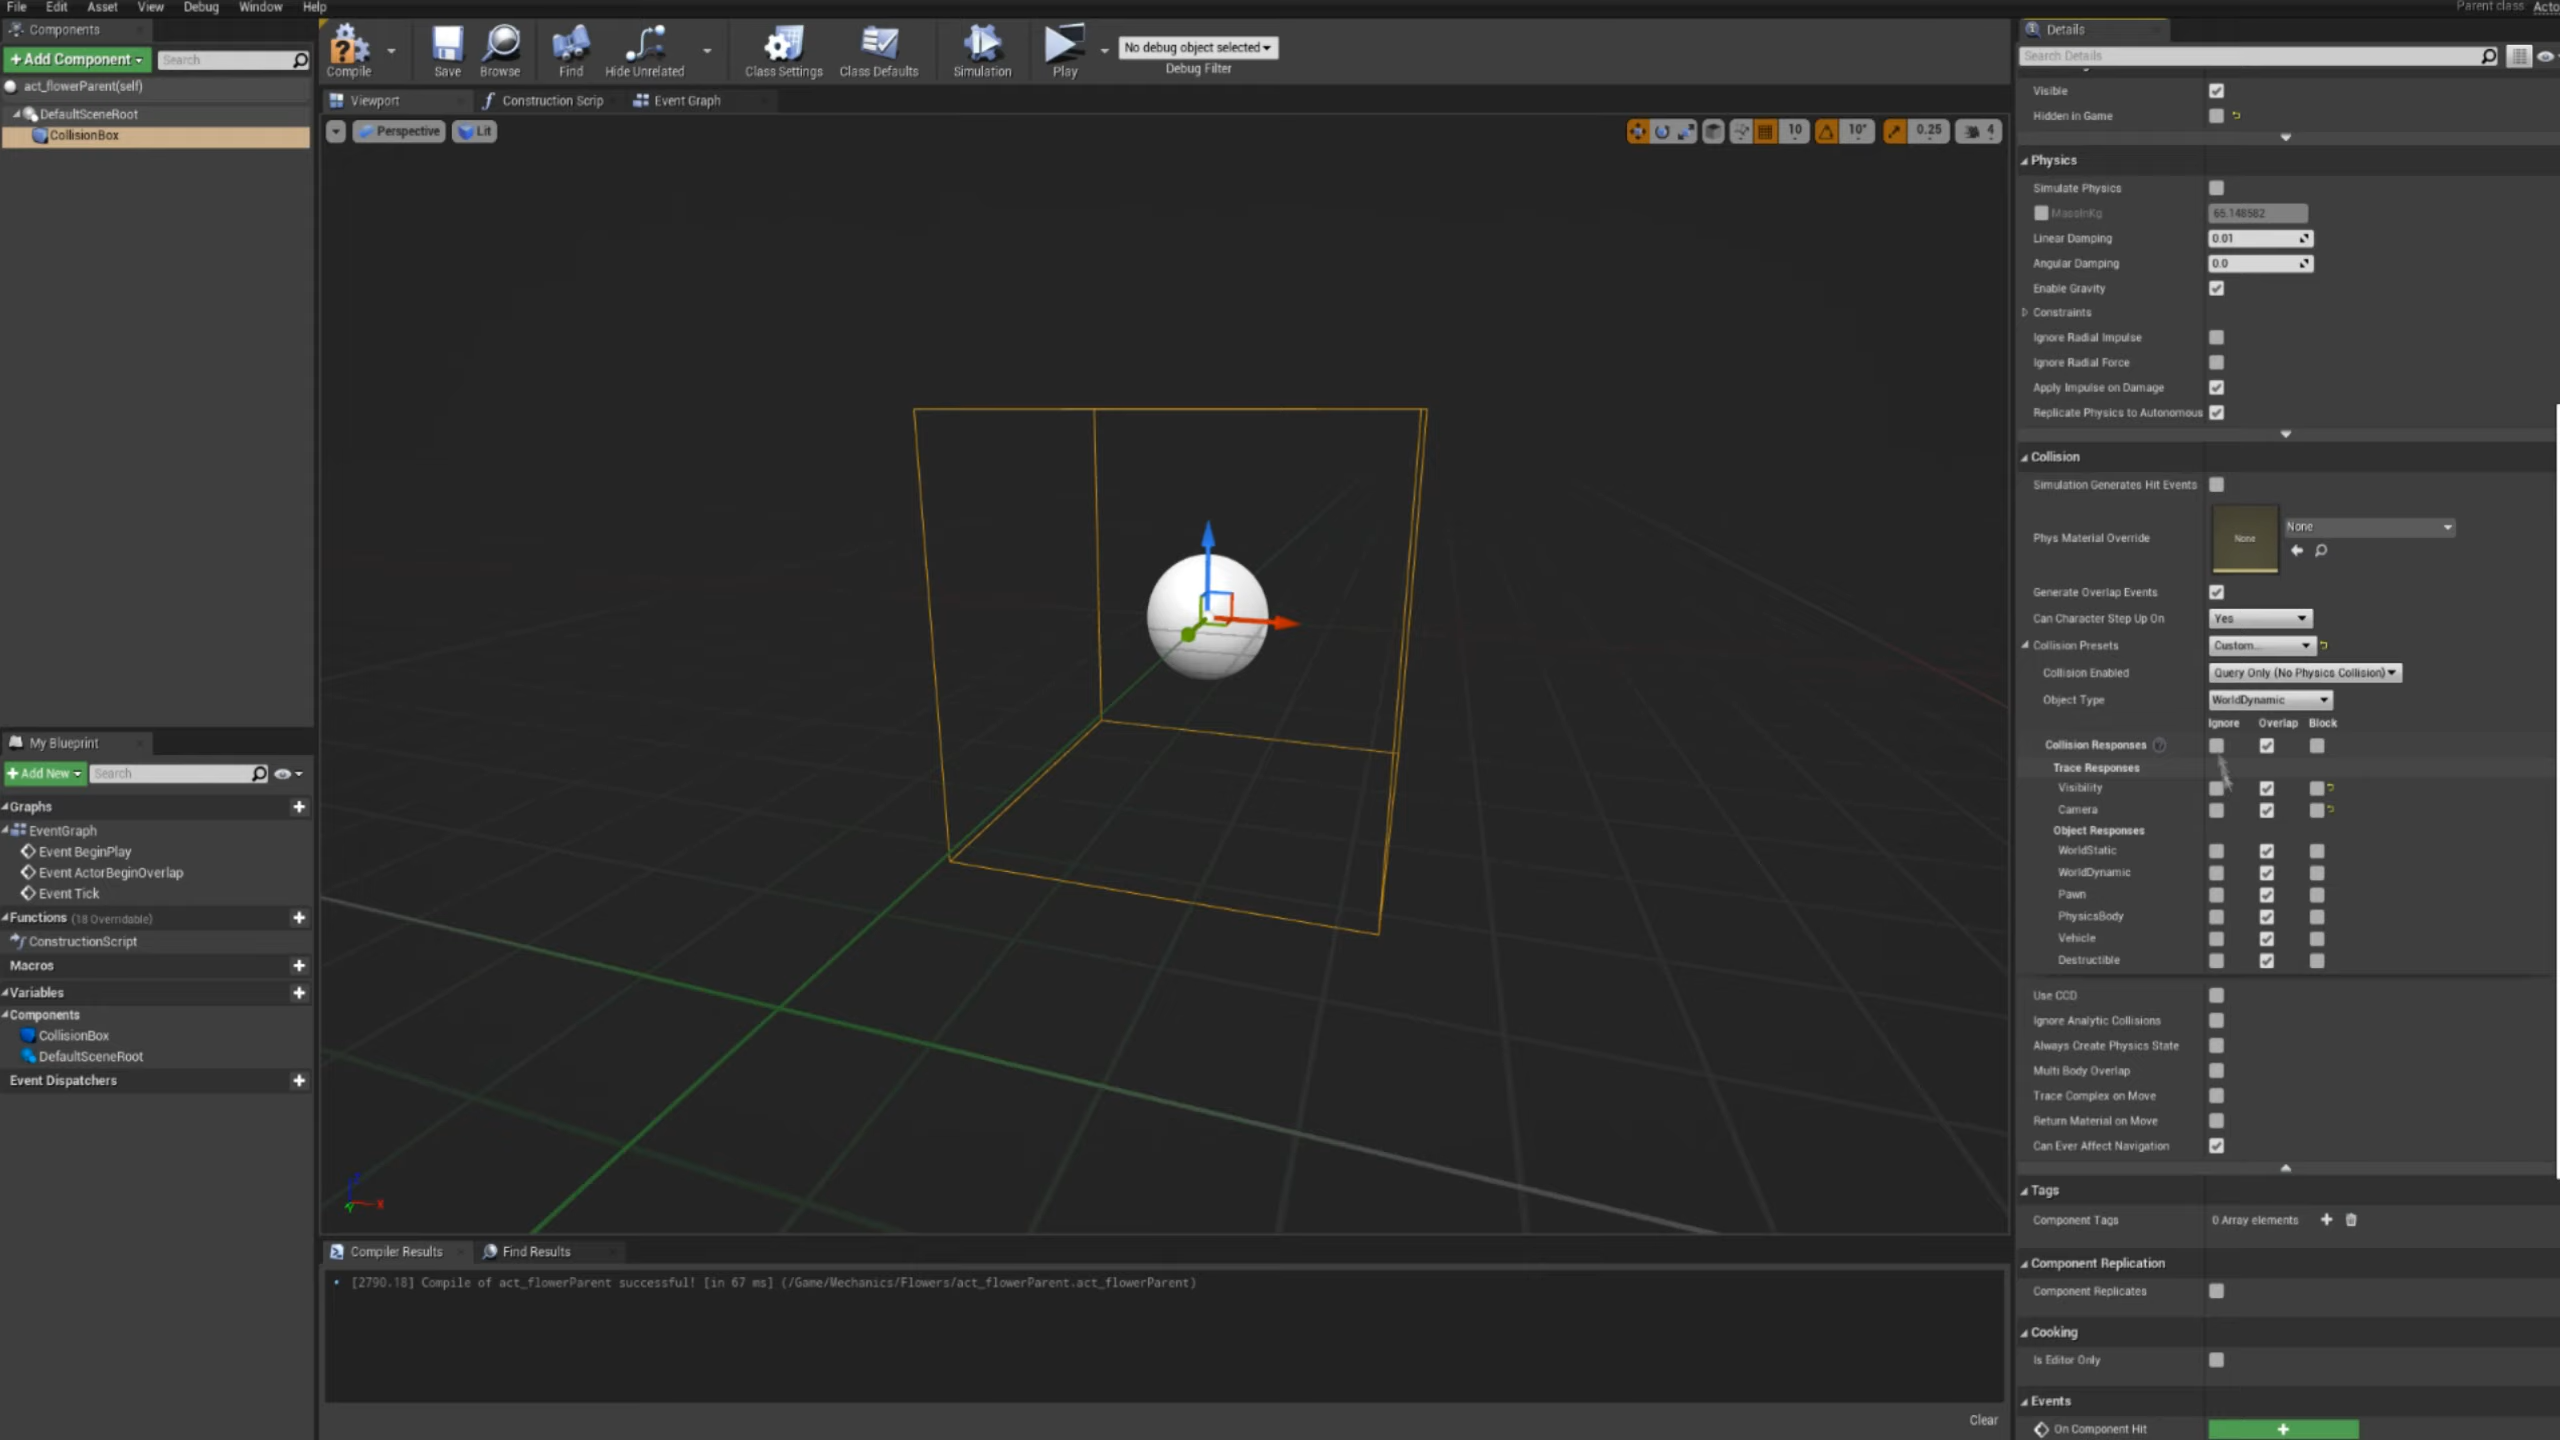 File Edit Asset View Debug Window Help
Parent class: Acto
Components
+Add Component
Search
act_flowerParent(self)
DefaultSceneRoot
CollisionBox
Compile
Save
Browse
Find
Hide Unrelated
Class Settings
Class Defaults
Simulation
Play
No debug object selected
Debug Filter
Viewport
Construction Scrip
Event Graph
Perspective
Lit
10
10°
0.25
4
My Blueprint
+Add New
Search
Graphs
EventGraph
Event BeginPlay
Event ActorBeginOverlap
Event Tick
Functions (18 Overridable)
ConstructionScript
Macros
Variables
Components
CollisionBox
DefaultSceneRoot
Event Dispatchers
Compiler Results
Find Results
[2790.18] Compile of act_flowerParent successful! [in 67 ms] (/Game/Mechanics/Flowers/act_flowerParent.act_flowerParent)
Clear
Details
Search Details
Visible
Hidden in Game
Physics
Simulate Physics
MassInKg 65.148582
Linear Damping 0.01
Angular Damping 0.0
Enable Gravity
Constraints
Ignore Radial Impulse
Ignore Radial Force
Apply Impulse on Damage
Replicate Physics to Autonomous
Collision
Simulation Generates Hit Events
Phys Material Override None None
Generate Overlap Events
Can Character Step Up On Yes
Collision Presets Custom...
Collision Enabled Query Only (No Physics Collision)
Object Type WorldDynamic
Ignore Overlap Block
Collision Responses
Trace Responses
Visibility
Camera
Object Responses
WorldStatic
WorldDynamic
Pawn
PhysicsBody
Vehicle
Destructible
Use CCD
Ignore Analytic Collisions
Always Create Physics State
Multi Body Overlap
Trace Complex on Move
Return Material on Move
Can Ever Affect Navigation
Tags
Component Tags 0 Array elements
Component Replication
Component Replicates
Cooking
Is Editor Only
Events
On Component Hit